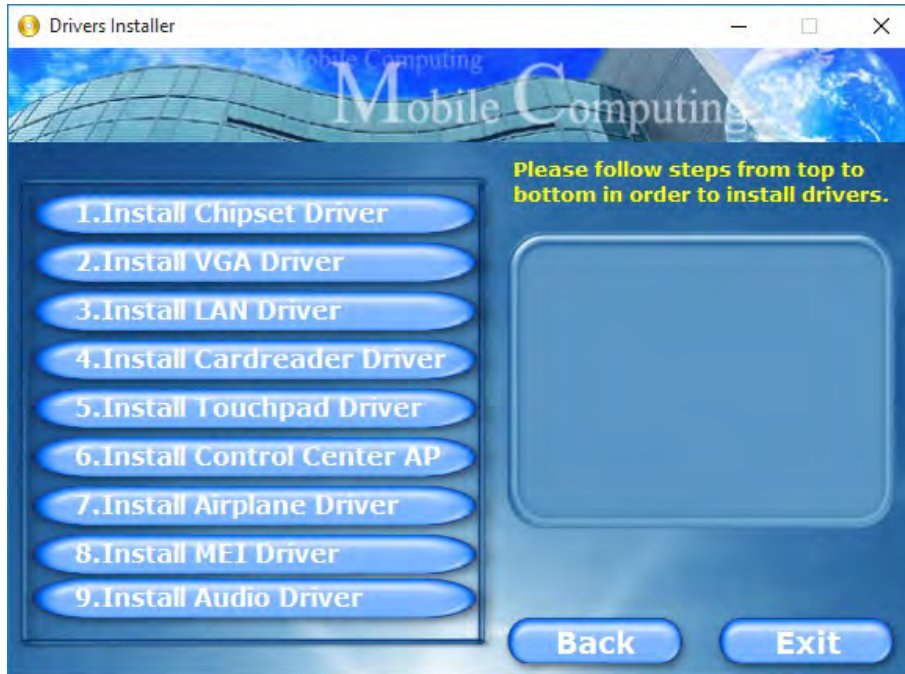 Drivers Installer
Mobile Computing
Mobile Computing
Please follow steps from top to
bottom in order to install drivers.
1.Install Chipset Driver
2.Install VGA Driver
3.Install LAN Driver
4.Install Cardreader Driver
5.Install Touchpad Driver
6.Install Control Center AP
7.Install Airplane Driver
8.Install MEI Driver
9.Install Audio Driver
Back
Exit